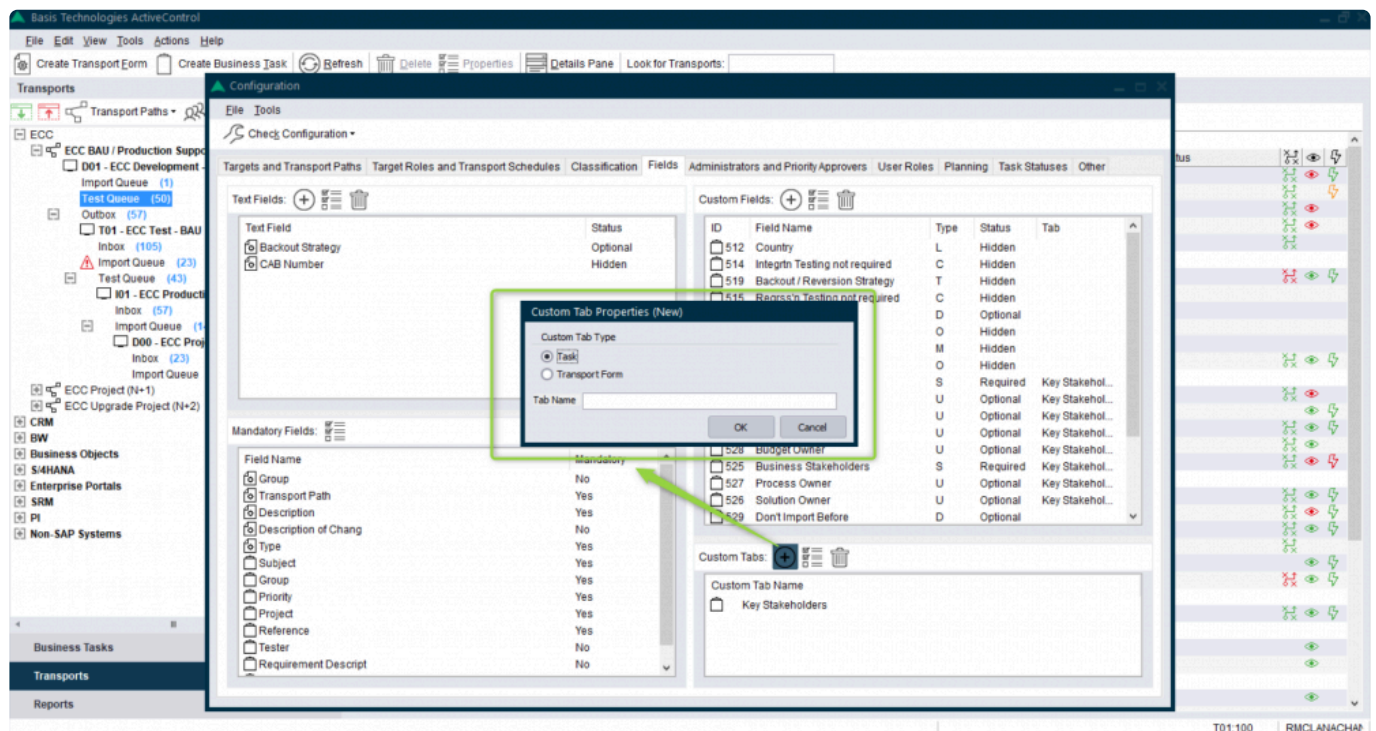 Basis Technologies ActiveControl
File Edit View Tools Actions Help
Create Transport Form Create Business Task Refresh Delete Properties Details Pane Look for Transports:
Transports
Transport Paths
ECC
ECC BAU / Production Suppo
D01 - ECC Development -
Import Queue (1)
Test Queue (50)
Outbox (57)
T01 - ECC Test - BAU
Inbox (105)
Import Queue (23)
Test Queue (43)
I01 - ECC Producti
Inbox (57)
Import Queue (1
D00 - ECC Proj
Inbox (23)
Import Queue
ECC Project (N+1)
ECC Upgrade Project (N+2)
CRM
BW
Business Objects
S/4HANA
Enterprise Portals
SRM
PI
Non-SAP Systems
Business Tasks
Transports
Reports
Configuration
File Tools
Check Configuration
Targets and Transport Paths Target Roles and Transport Schedules Classification Fields Administrators and Priority Approvers User Roles Planning Task Statuses Other
Text Fields:
Text Field Status
Backout Strategy Optional
CAB Number Hidden
Mandatory Fields:
Field Name Mandatory
Group No
Transport Path Yes
Description Yes
Description of Chang No
Type Yes
Subject Yes
Group Yes
Priority Yes
Project Yes
Reference Yes
Tester No
Requirement Descript No
Custom Fields:
ID Field Name Type Status Tab
512 Country L Hidden
514 Integrtn Testing not required C Hidden
519 Backout / Reversion Strategy T Hidden
515 Regrss'n Testing not required C Hidden
D Optional
O Hidden
M Hidden
O Hidden
S Required Key Stakehol...
U Optional Key Stakehol...
U Optional Key Stakehol...
U Optional Key Stakehol...
528 Budget Owner U Optional Key Stakehol...
525 Business Stakeholders S Required Key Stakehol...
527 Process Owner U Optional Key Stakehol...
526 Solution Owner U Optional Key Stakehol...
529 Don't Import Before D Optional
Custom Tabs:
Custom Tab Name
Key Stakeholders
Custom Tab Properties (New)
Custom Tab Type
Task
Transport Form
Tab Name
OK Cancel
tus
T01:100 RMCLANACHAN